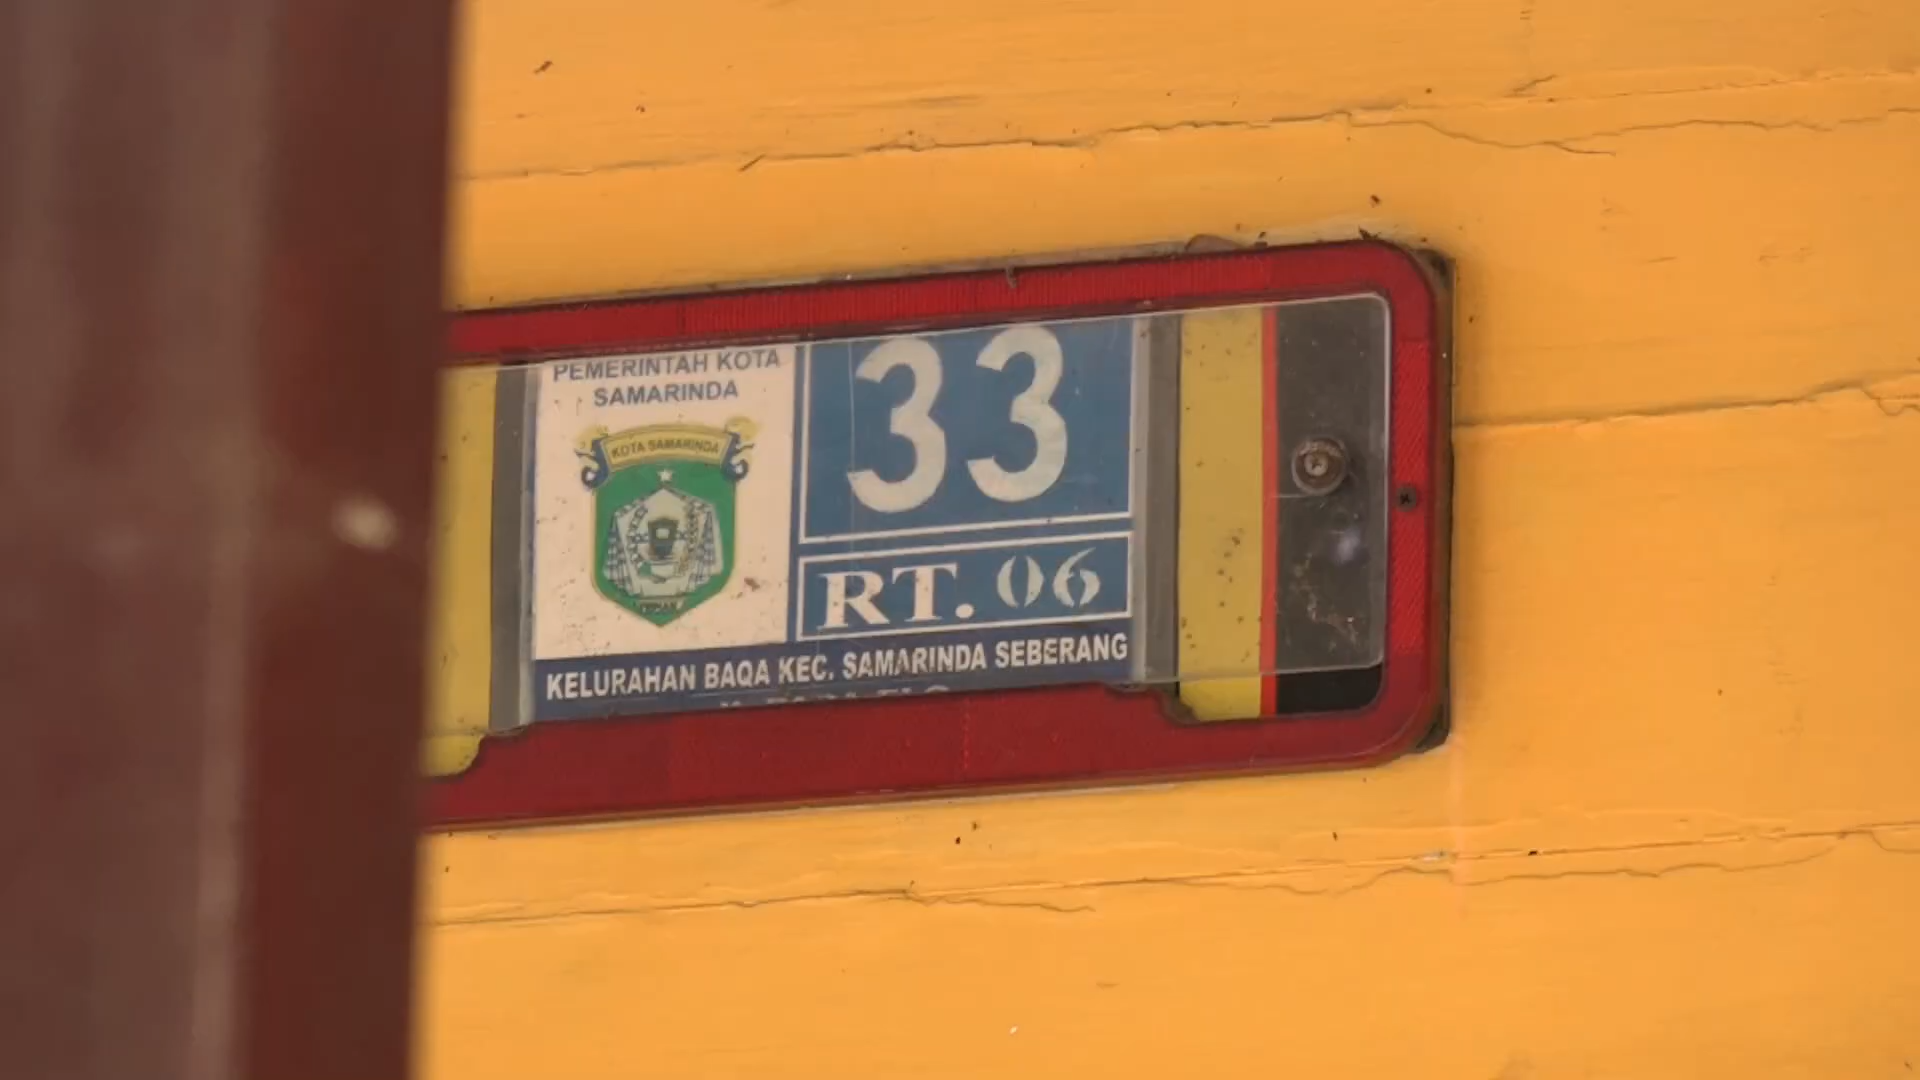 PEMERINTAH KOTA
SAMARINDA
KOTA SAMARINDA
33
RT. 06
KELURAHAN BAQA KEC. SAMARINDA SEBERANG